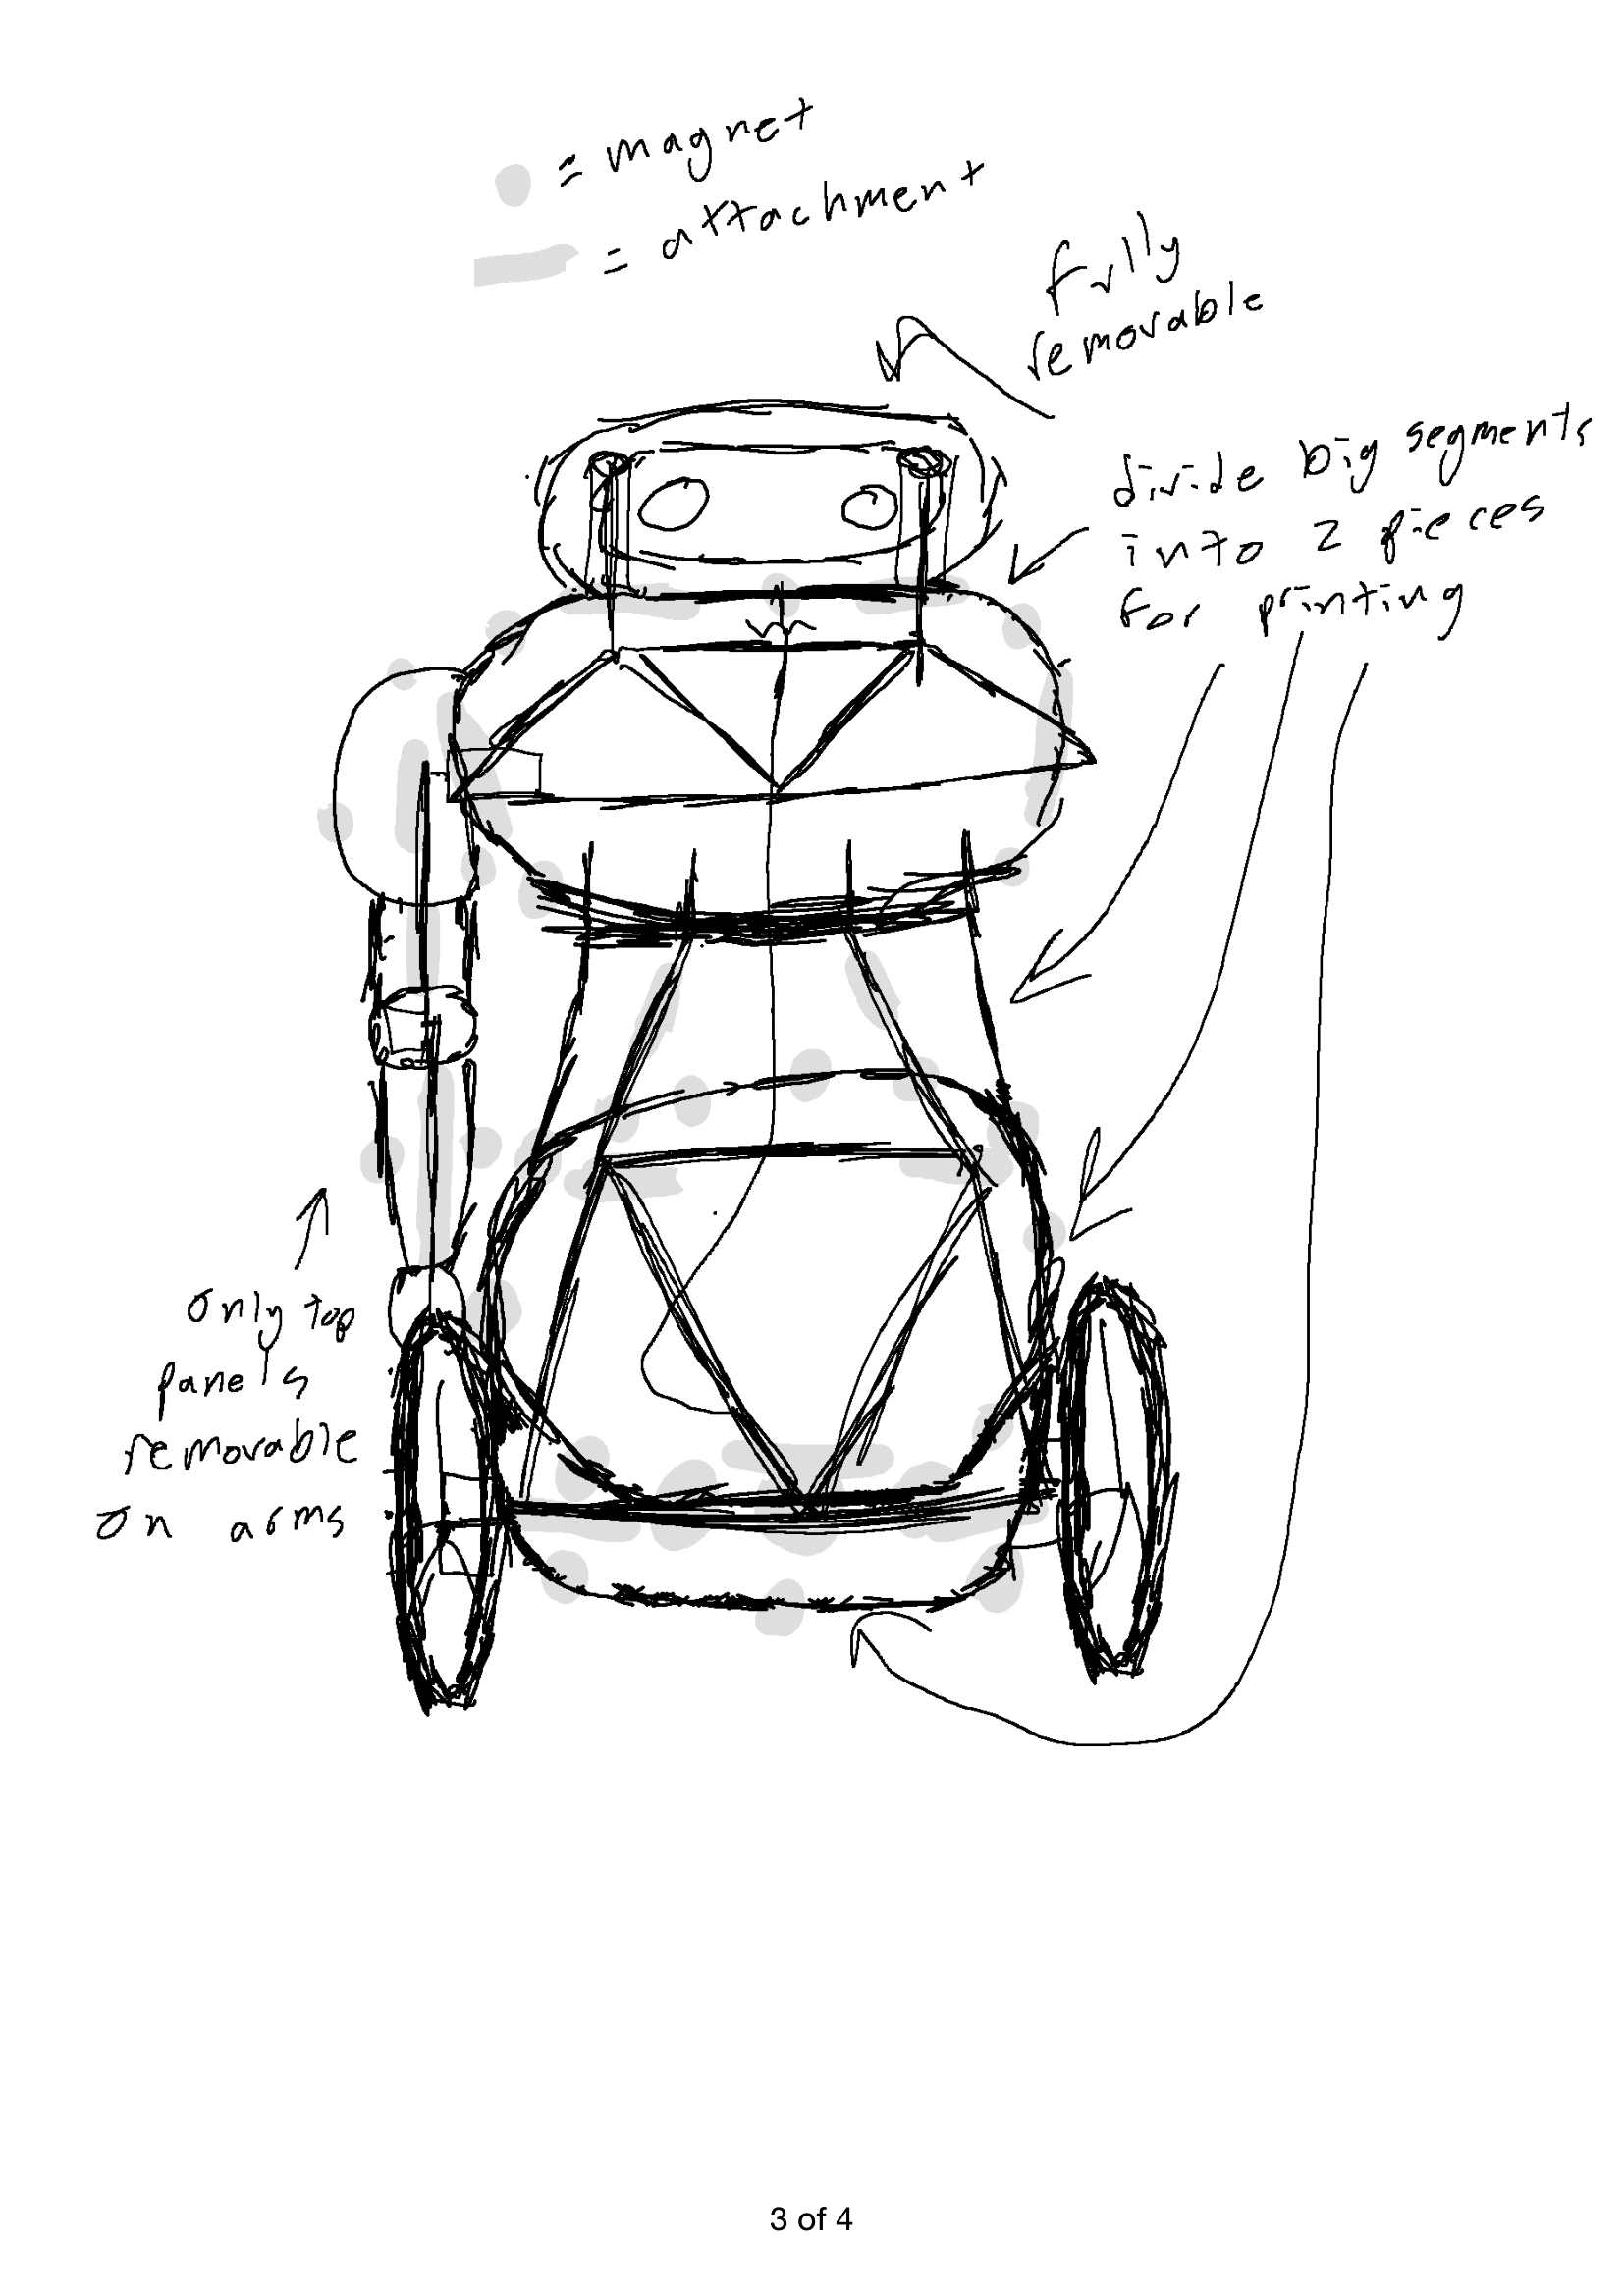 = magnet
= attachment
fully
removable
divide big segments
into 2 pieces
for printing
only top
panels
removable
on arms
3 of 4